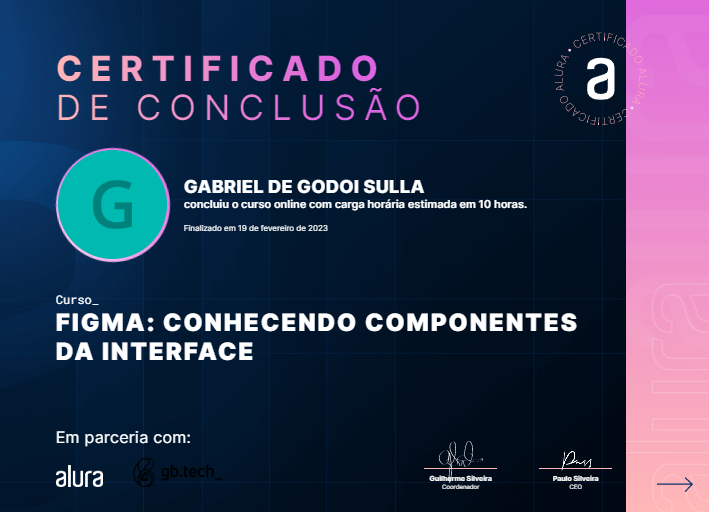 CERTIFICADO
DE CONCLUSÃO
CERTIFICADO ALURA • CERTIFICADO ALURA •
a
G
GABRIEL DE GODOI SULLA
concluiu o curso online com carga horária estimada em 10 horas.
Finalizado em 19 de fevereiro de 2023
Curso_
FIGMA: CONHECENDO COMPONENTES
DA INTERFACE
Em parceria com:
alura
gb.tech_
Guilherme Silveira
Coordenador
Paulo Silveira
CEO
alura